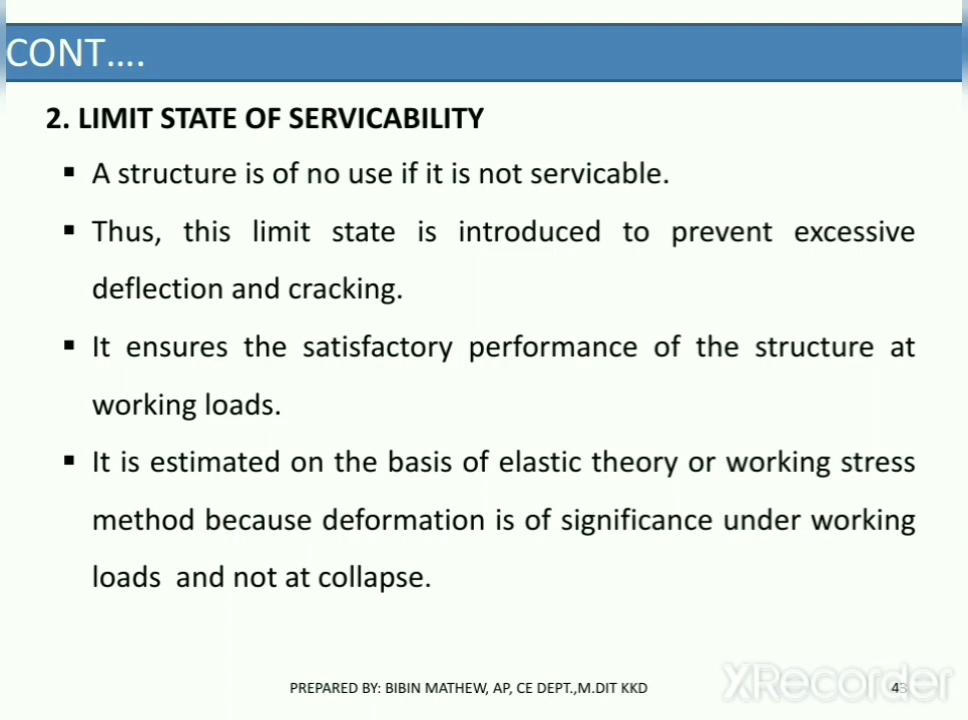 CONT....
2. LIMIT STATE OF SERVICABILITY
▪ A structure is of no use if it is not servicable.
▪ Thus, this limit state is introduced to prevent excessive
deflection and cracking.
▪ It ensures the satisfactory performance of the structure at
working loads.
▪ It is estimated on the basis of elastic theory or working stress
method because deformation is of significance under working
loads and not at collapse.
PREPARED BY: BIBIN MATHEW, AP, CE DEPT.,M.DIT KKD
XRecorder
43